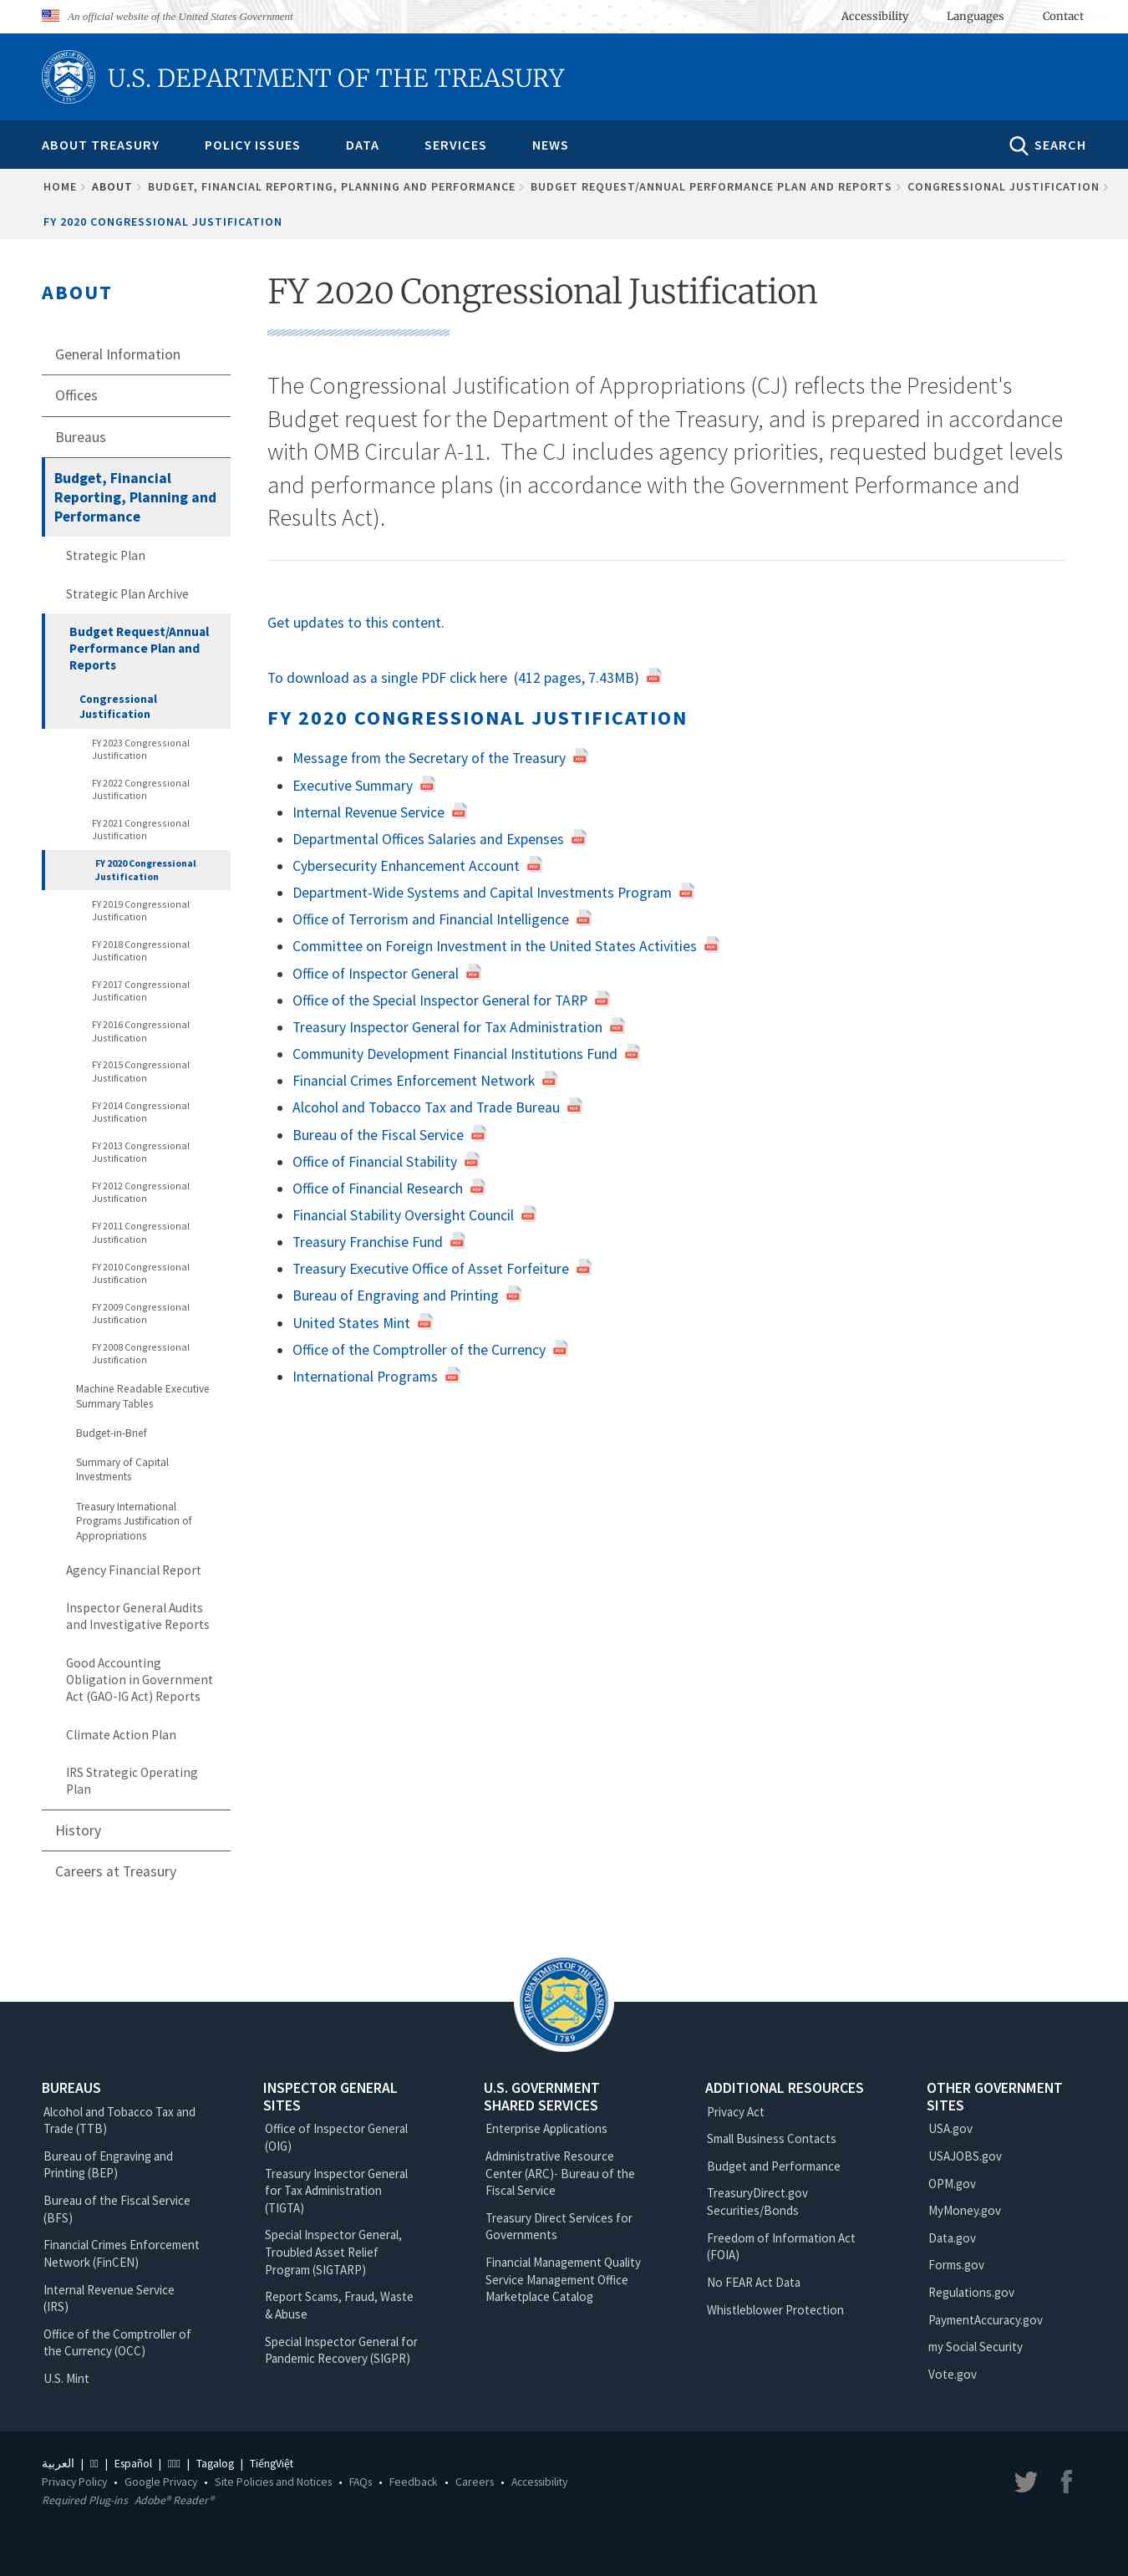 An official website of the United States Government
Accessibility
Languages
Contact
U.S. DEPARTMENT OF THE TREASURY
ABOUT TREASURY
POLICY ISSUES
DATA
SERVICES
NEWS
SEARCH
HOME
ABOUT
BUDGET, FINANCIAL REPORTING, PLANNING AND PERFORMANCE
BUDGET REQUEST/ANNUAL PERFORMANCE PLAN AND REPORTS
CONGRESSIONAL JUSTIFICATION
FY 2020 CONGRESSIONAL JUSTIFICATION
ABOUT
General Information
Offices
Bureaus
Budget, Financial
Reporting, Planning and
Performance
Strategic Plan
Strategic Plan Archive
Budget Request/Annual
Performance Plan and
Reports
Congressional
Justification
FY 2023 Congressional
Justification
FY 2022 Congressional
Justification
FY 2021 Congressional
Justification
FY 2020 Congressional
Justification
FY 2019 Congressional
Justification
FY 2018 Congressional
Justification
FY 2017 Congressional
Justification
FY 2016 Congressional
Justification
FY 2015 Congressional
Justification
FY 2014 Congressional
Justification
FY 2013 Congressional
Justification
FY 2012 Congressional
Justification
FY 2011 Congressional
Justification
FY 2010 Congressional
Justification
FY 2009 Congressional
Justification
FY 2008 Congressional
Justification
Machine Readable Executive
Summary Tables
Budget-in-Brief
Summary of Capital
Investments
Treasury International
Programs Justification of
Appropriations
Agency Financial Report
Inspector General Audits
and Investigative Reports
Good Accounting
Obligation in Government
Act (GAO-IG Act) Reports
Climate Action Plan
IRS Strategic Operating
Plan
History
Careers at Treasury
FY 2020 Congressional Justification
The Congressional Justification of Appropriations (CJ) reflects the President's
Budget request for the Department of the Treasury, and is prepared in accordance
with OMB Circular A-11. The CJ includes agency priorities, requested budget levels
and performance plans (in accordance with the Government Performance and
Results Act).
Get updates to this content.
To download as a single PDF click here (412 pages, 7.43MB)
FY 2020 CONGRESSIONAL JUSTIFICATION
• Message from the Secretary of the Treasury
• Executive Summary
• Internal Revenue Service
• Departmental Offices Salaries and Expenses
• Cybersecurity Enhancement Account
• Department-Wide Systems and Capital Investments Program
• Office of Terrorism and Financial Intelligence
• Committee on Foreign Investment in the United States Activities
• Office of Inspector General
• Office of the Special Inspector General for TARP
• Treasury Inspector General for Tax Administration
• Community Development Financial Institutions Fund
• Financial Crimes Enforcement Network
• Alcohol and Tobacco Tax and Trade Bureau
• Bureau of the Fiscal Service
• Office of Financial Stability
• Office of Financial Research
• Financial Stability Oversight Council
• Treasury Franchise Fund
• Treasury Executive Office of Asset Forfeiture
• Bureau of Engraving and Printing
• United States Mint
• Office of the Comptroller of the Currency
• International Programs
THE DEPARTMENT OF THE TREASURY
1789
BUREAUS
Alcohol and Tobacco Tax and
Trade (TTB)
Bureau of Engraving and
Printing (BEP)
Bureau of the Fiscal Service
(BFS)
Financial Crimes Enforcement
Network (FinCEN)
Internal Revenue Service
(IRS)
Office of the Comptroller of
the Currency (OCC)
U.S. Mint
INSPECTOR GENERAL
SITES
Office of Inspector General
(OIG)
Treasury Inspector General
for Tax Administration
(TIGTA)
Special Inspector General,
Troubled Asset Relief
Program (SIGTARP)
Report Scams, Fraud, Waste
& Abuse
Special Inspector General for
Pandemic Recovery (SIGPR)
U.S. GOVERNMENT
SHARED SERVICES
Enterprise Applications
Administrative Resource
Center (ARC)- Bureau of the
Fiscal Service
Treasury Direct Services for
Governments
Financial Management Quality
Service Management Office
Marketplace Catalog
ADDITIONAL RESOURCES
Privacy Act
Small Business Contacts
Budget and Performance
TreasuryDirect.gov
Securities/Bonds
Freedom of Information Act
(FOIA)
No FEAR Act Data
Whistleblower Protection
OTHER GOVERNMENT
SITES
USA.gov
USAJOBS.gov
OPM.gov
MyMoney.gov
Data.gov
Forms.gov
Regulations.gov
PaymentAccuracy.gov
my Social Security
Vote.gov
العربية | | Español | | Tagalog | TiếngViệt
Privacy Policy • Google Privacy • Site Policies and Notices • FAQs • Feedback • Careers • Accessibility
Required Plug-ins Adobe® Reader®